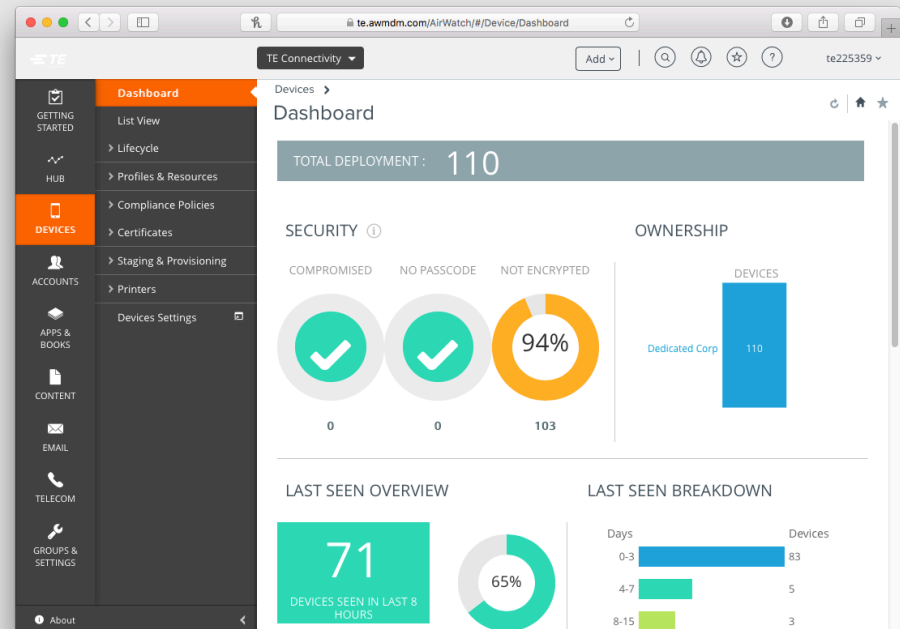 te.awmdm.com/AirWatch/#/Device/Dashboard
TE
TE Connectivity
Add
te225359
GETTING
STARTED
HUB
DEVICES
ACCOUNTS
APPS &
BOOKS
CONTENT
EMAIL
TELECOM
GROUPS &
SETTINGS
About
Dashboard
List View
Lifecycle
Profiles & Resources
Compliance Policies
Certificates
Staging & Provisioning
Printers
Devices Settings
Devices
Dashboard
TOTAL DEPLOYMENT : 110
SECURITY
COMPROMISED NO PASSCODE NOT ENCRYPTED
94%
0 0 103
OWNERSHIP
DEVICES
Dedicated Corp 110
LAST SEEN OVERVIEW
71
DEVICES SEEN IN LAST 8
HOURS
65%
LAST SEEN BREAKDOWN
Days Devices
0-3 83
4-7 5
8-15 3